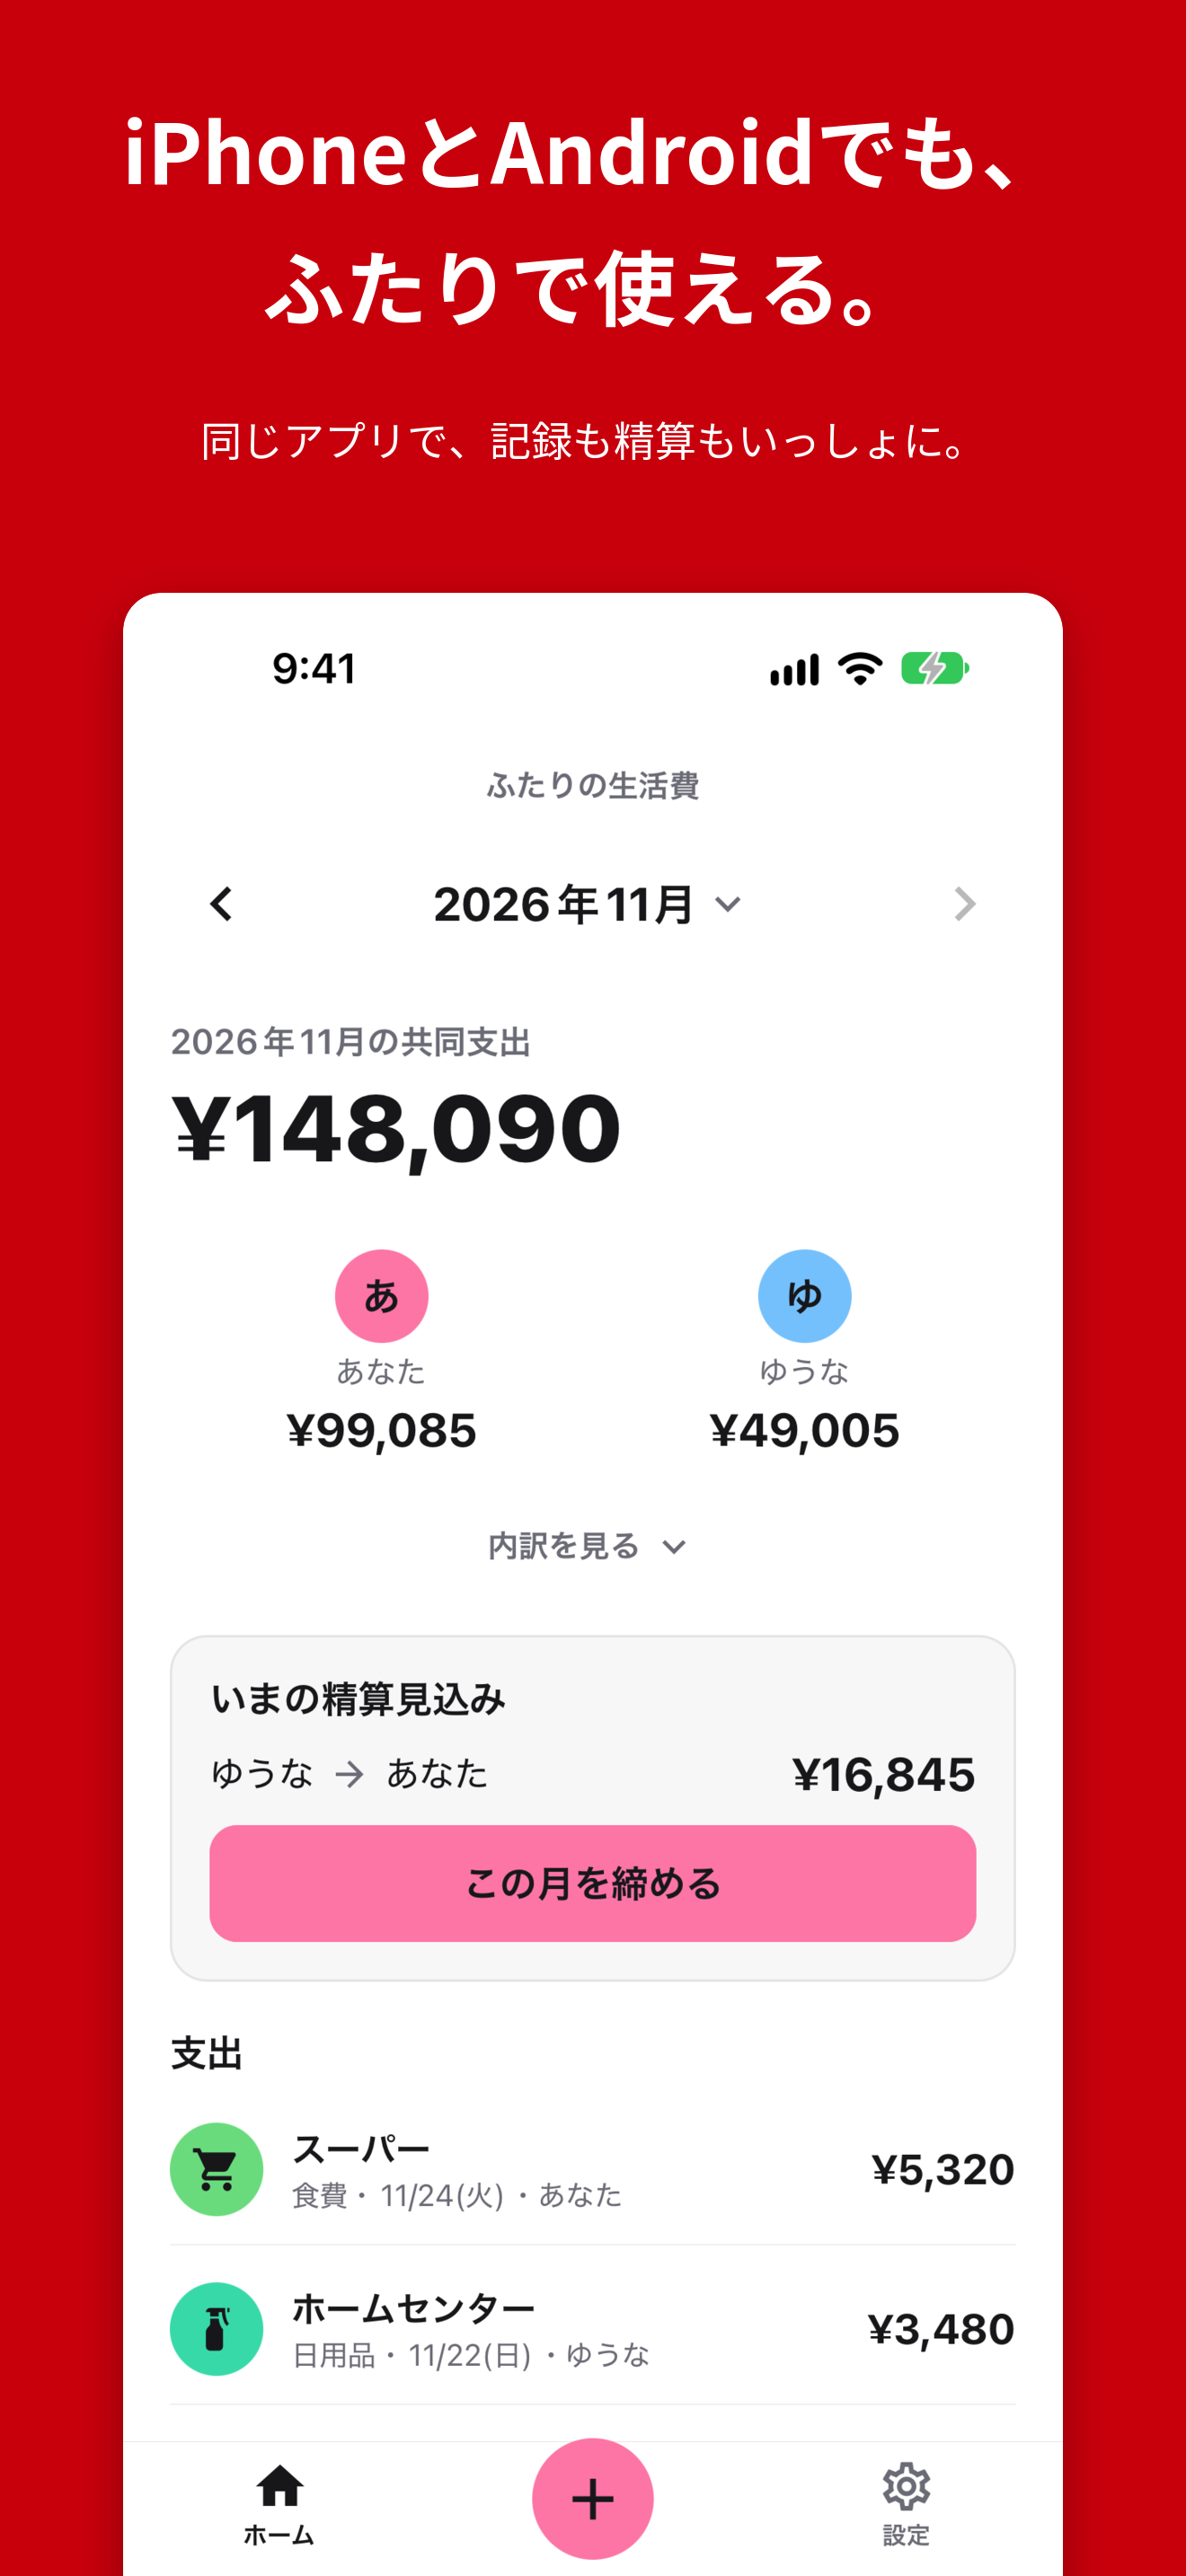 iPhoneとAndroidでも、
ふたりで使える。
同じアプリで、記録も精算もいっしょに。
9:41
ふたりの生活費
2026年11月
2026年11月の共同支出
¥148,090
あ ゆ
あなた ゆうな
¥99,085 ¥49,005
内訳を見る
いまの精算見込み
ゆうな → あなた ¥16,845
この月を締める
支出
スーパー
食費・11/24(火)・あなた ¥5,320
ホームセンター
日用品・11/22(日)・ゆうな ¥3,480
ホーム 設定